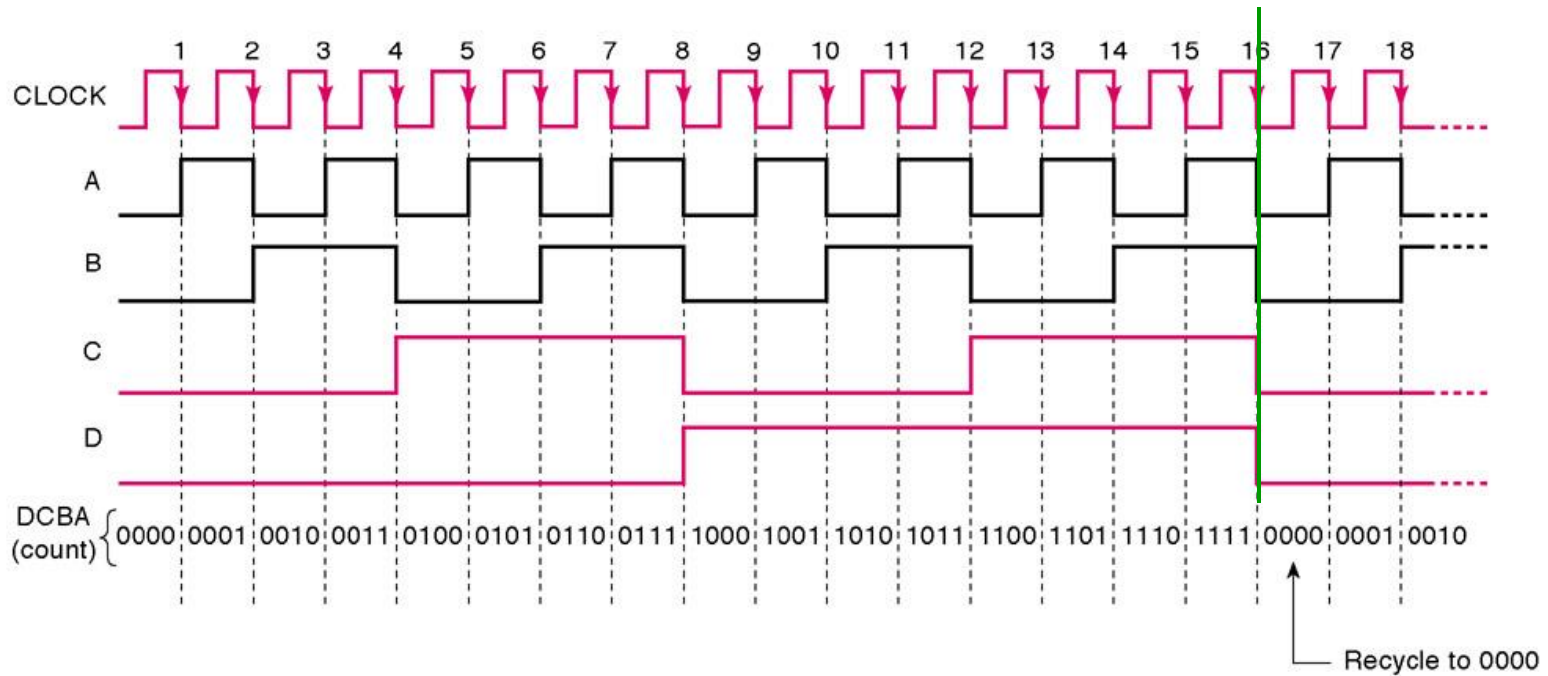 1 2 3 4 5 6 7 8 9 10 11 12 13 14 15 16 17 18
CLOCK
A
B
C
D
DCBA
(count)
0000 0001 0010 0011 0100 0101 0110 0111 1000 1001 1010 1011 1100 1101 1110 1111 0000 0001 0010
Recycle to 0000